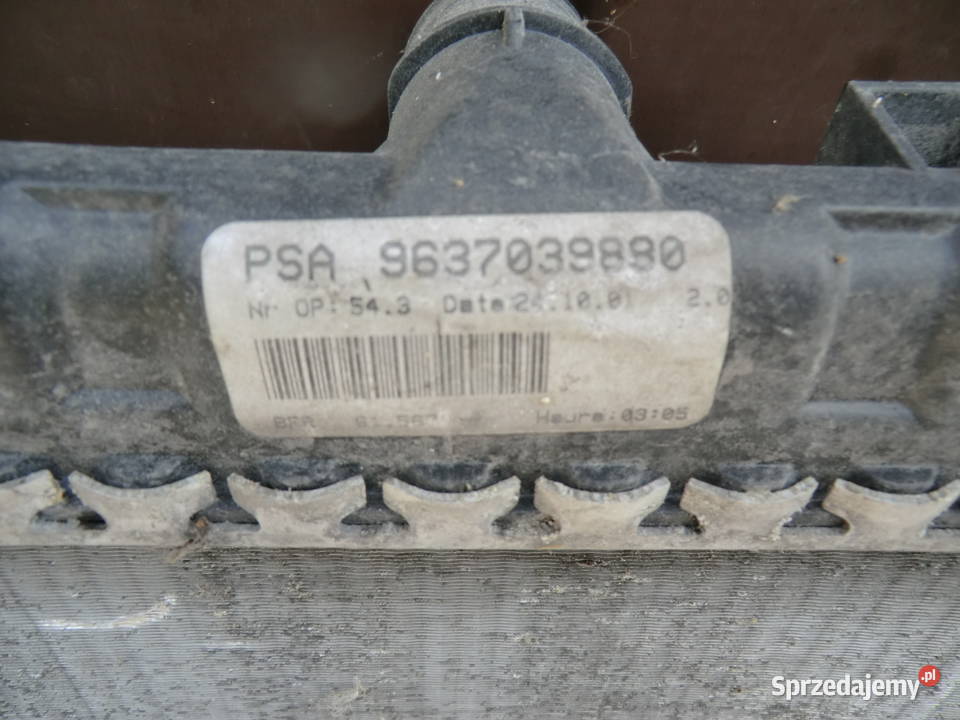 PSA 9637039880
Nr OP: 54.3 Date 24.10.01 2.0
Heure:03:05
Sprzedajemy.pl